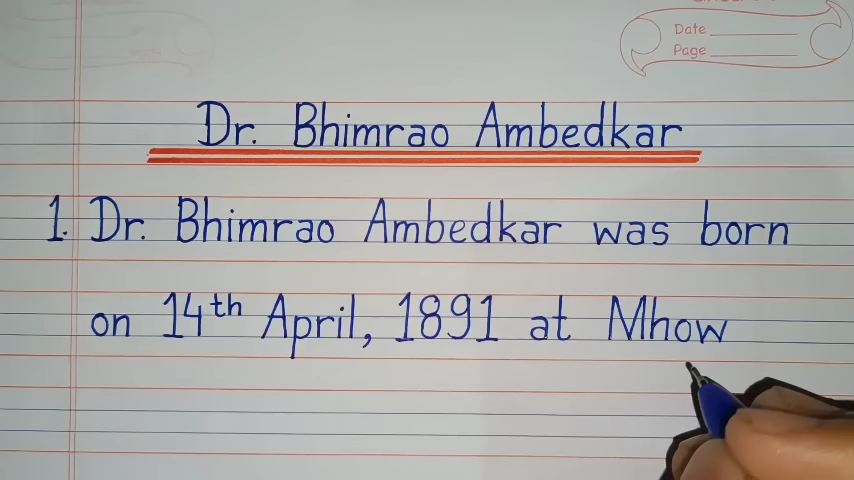 Date
Page
Dr. Bhimrao Ambedkar
1. Dr. Bhimrao Ambedkar was born
on 14th April, 1891 at Mhow